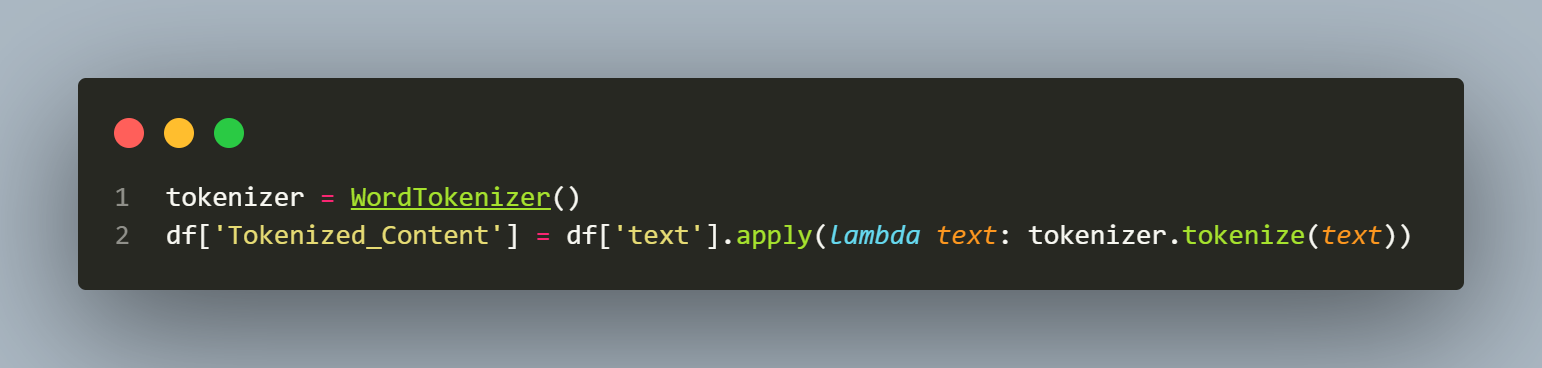 1 tokenizer = WordTokenizer()
2 df['Tokenized_Content'] = df['text'].apply(lambda text: tokenizer.tokenize(text))